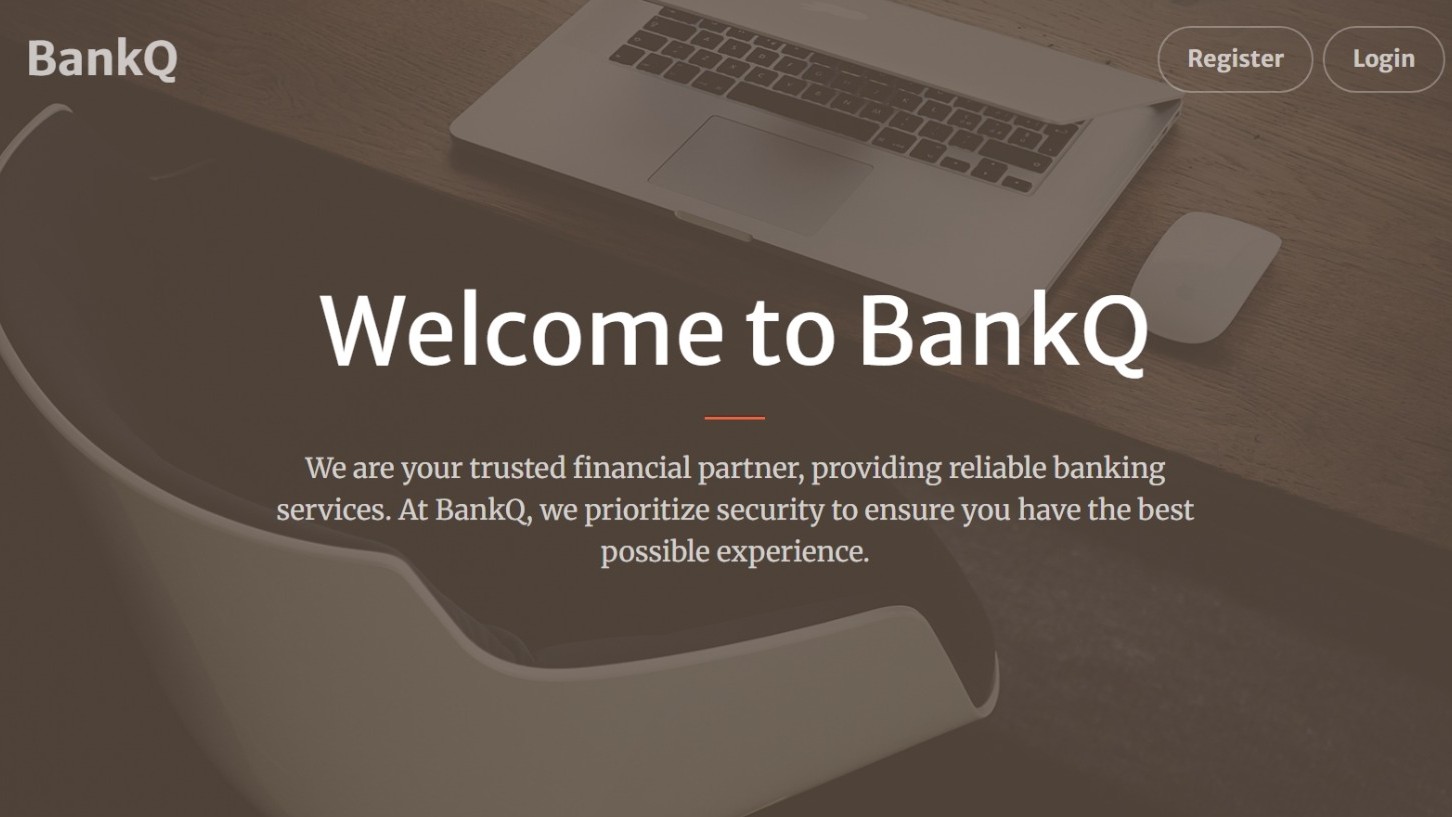 BankQ
Register
Login
Welcome to BankQ
We are your trusted financial partner, providing reliable banking
services. At BankQ, we prioritize security to ensure you have the best
possible experience.